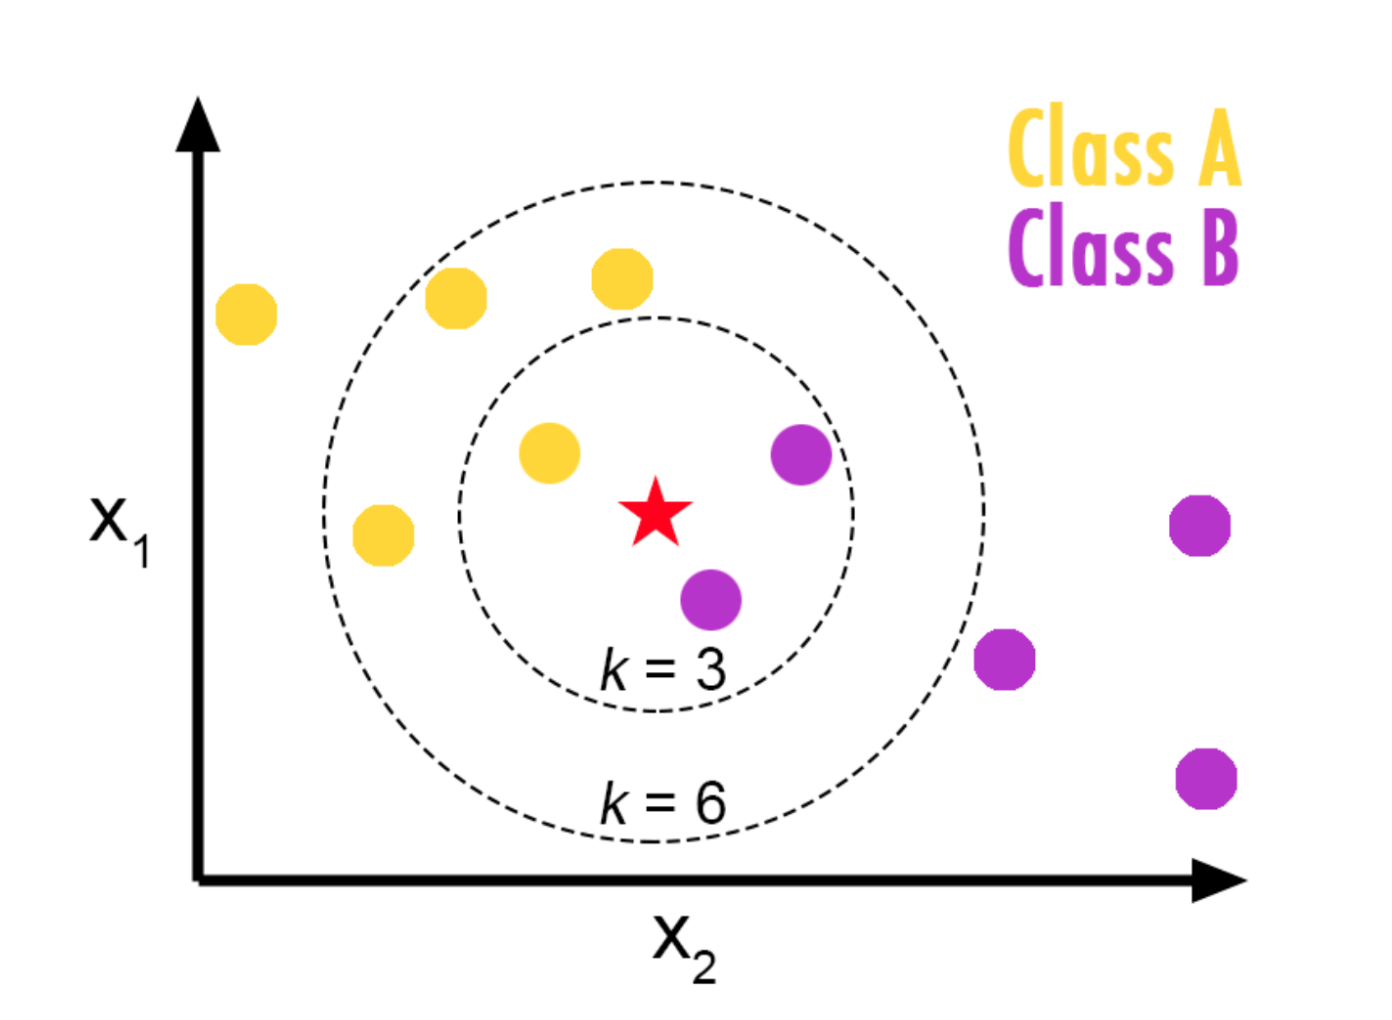 Class A
Class B
x₁
k = 3
k = 6
x₂